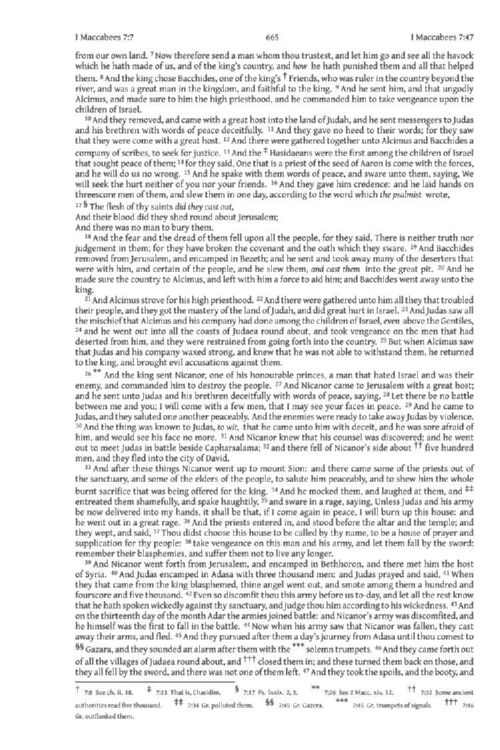 I Maccabees 7:7 665 I Maccabees 7:47
from our own land. 7 Now therefore send a man whom thou trustest, and let him go and see all the havock
which he hath made of us, and of the king's country, and how he hath punished them and all that helped
them. 8 And the king chose Bacchides, one of the king's † Friends, who was ruler in the country beyond the
river, and was a great man in the kingdom, and faithful to the king. 9 And he sent him, and that ungodly
Alcimus, and made sure to him the high priesthood, and he commanded him to take vengeance upon the
children of Israel.
10 And they removed, and came with a great host into the land of Judah, and he sent messengers to Judas
and his brethren with words of peace deceitfully. 11 And they gave no heed to their words; for they saw
that they were come with a great host. 12 And there were gathered together unto Alcimus and Bacchides a
company of scribes, to seek for justice. 13 And the ‡ Hasidaeans were the first among the children of Israel
that sought peace of them; 14 for they said, One that is a priest of the seed of Aaron is come with the forces,
and he will do us no wrong. 15 And he spake with them words of peace, and sware unto them, saying, We
will seek the hurt neither of you nor your friends. 16 And they gave him credence: and he laid hands on
threescore men of them, and slew them in one day, according to the word which the psalmist wrote,
17 § The flesh of thy saints did they cast out,
And their blood did they shed round about Jerusalem;
And there was no man to bury them.
18 And the fear and the dread of them fell upon all the people, for they said, There is neither truth nor
judgement in them; for they have broken the covenant and the oath which they sware. 19 And Bacchides
removed from Jerusalem, and encamped in Bezeth; and he sent and took away many of the deserters that
were with him, and certain of the people, and he slew them, and cast them into the great pit. 20 And he
made sure the country to Alcimus, and left with him a force to aid him; and Bacchides went away unto the
king.
21 And Alcimus strove for his high priesthood. 22 And there were gathered unto him all they that troubled
their people, and they got the mastery of the land of Judah, and did great hurt in Israel. 23 And Judas saw all
the mischief that Alcimus and his company had done among the children of Israel, even above the Gentiles,
24 and he went out into all the coasts of Judaea round about, and took vengeance on the men that had
deserted from him, and they were restrained from going forth into the country. 25 But when Alcimus saw
that Judas and his company waxed strong, and knew that he was not able to withstand them, he returned
to the king, and brought evil accusations against them.
26 ** And the king sent Nicanor, one of his honourable princes, a man that hated Israel and was their
enemy, and commanded him to destroy the people. 27 And Nicanor came to Jerusalem with a great host;
and he sent unto Judas and his brethren deceitfully with words of peace, saying, 28 Let there be no battle
between me and you; I will come with a few men, that I may see your faces in peace. 29 And he came to
Judas, and they saluted one another peaceably. And the enemies were ready to take away Judas by violence.
30 And the thing was known to Judas, to wit, that he came unto him with deceit, and he was sore afraid of
him, and would see his face no more. 31 And Nicanor knew that his counsel was discovered; and he went
out to meet Judas in battle beside Capharsalama; 32 and there fell of Nicanor's side about †† five hundred
men, and they fled into the city of David.
33 And after these things Nicanor went up to mount Sion: and there came some of the priests out of
the sanctuary, and some of the elders of the people, to salute him peaceably, and to shew him the whole
burnt sacrifice that was being offered for the king. 34 And he mocked them, and laughed at them, and ‡‡
entreated them shamefully, and spake haughtily, 35 and sware in a rage, saying, Unless Judas and his army
be now delivered into my hands, it shall be that, if I come again in peace, I will burn up this house: and
he went out in a great rage. 36 And the priests entered in, and stood before the altar and the temple; and
they wept, and said, 37 Thou didst choose this house to be called by thy name, to be a house of prayer and
supplication for thy people: 38 take vengeance on this man and his army, and let them fall by the sword:
remember their blasphemies, and suffer them not to live any longer.
39 And Nicanor went forth from Jerusalem, and encamped in Bethhoron, and there met him the host
of Syria. 40 And Judas encamped in Adasa with three thousand men: and Judas prayed and said, 41 When
they that came from the king blasphemed, thine angel went out, and smote among them a hundred and
fourscore and five thousand. 42 Even so discomfit thou this army before us to-day, and let all the rest know
that he hath spoken wickedly against thy sanctuary, and judge thou him according to his wickedness. 43 And
on the thirteenth day of the month Adar the armies joined battle: and Nicanor's army was discomfited, and
he himself was the first to fall in the battle. 44 Now when his army saw that Nicanor was fallen, they cast
away their arms, and fled. 45 And they pursued after them a day's journey from Adasa until thou comest to
§§ Gazara, and they sounded an alarm after them with the *** solemn trumpets. 46 And they came forth out
of all the villages of Judaea round about, and ††† closed them in; and these turned them back on those, and
they all fell by the sword, and there was not one of them left. 47 And they took the spoils, and the booty, and
† 7:8 See ch. ii. 18. ‡ 7:13 That is, Chasidim. § 7:17 Ps. lxxix. 2, 3. ** 7:26 See 2 Macc. xiv. 12. †† 7:32 Some ancient
authorities read five thousand. ‡‡ 7:34 Gr. polluted them. §§ 7:45 Gr. Gazera. *** 7:45 Gr. trumpets of signals. ††† 7:46
Gr. outflanked them.